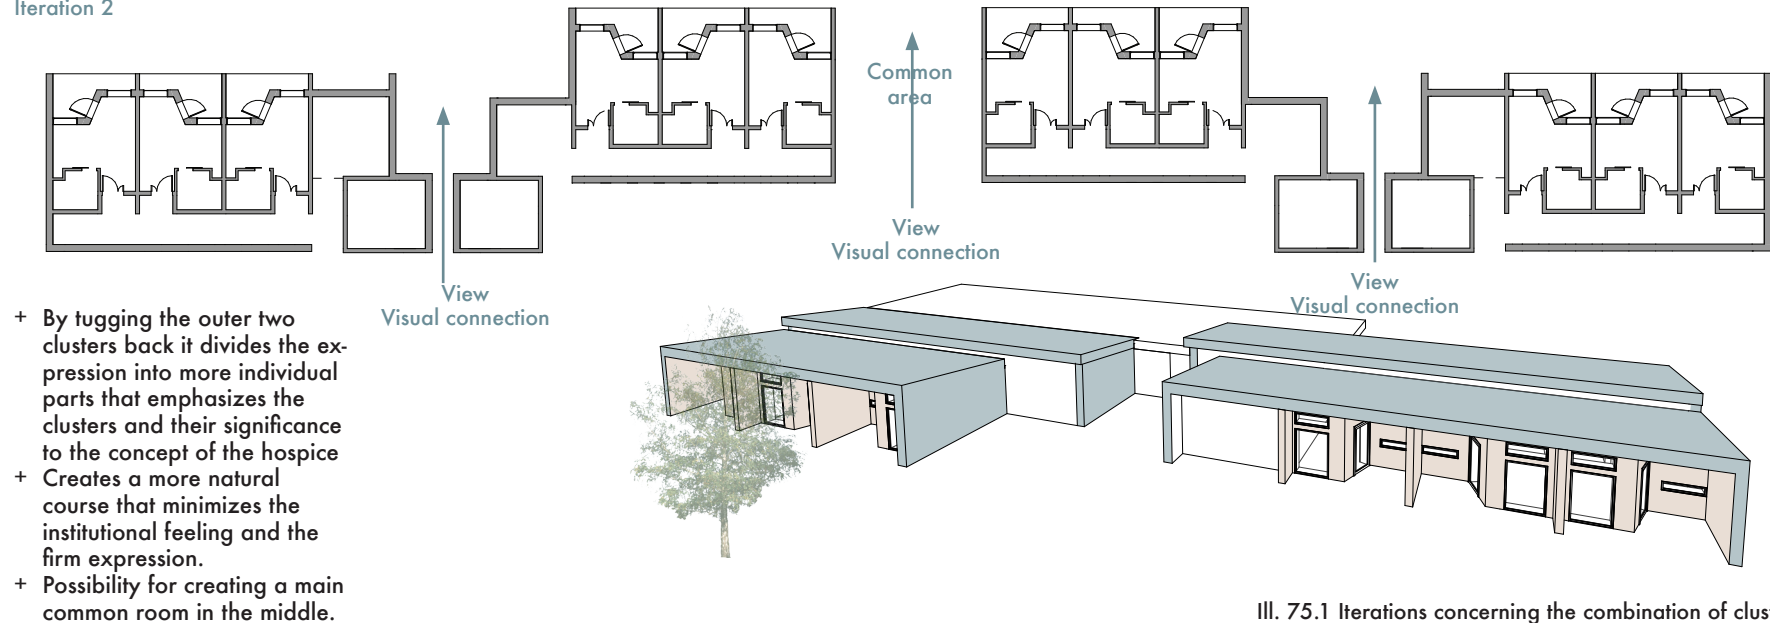 Iteration 2
Common
area
View
Visual connection
View
Visual connection
View
Visual connection
+ By tugging the outer two
clusters back it divides the ex-
pression into more individual
parts that emphasizes the
clusters and their significance
to the concept of the hospice
+ Creates a more natural
course that minimizes the
institutional feeling and the
firm expression.
+ Possibility for creating a main
common room in the middle.
Ill. 75.1 Iterations concerning the combination of clus